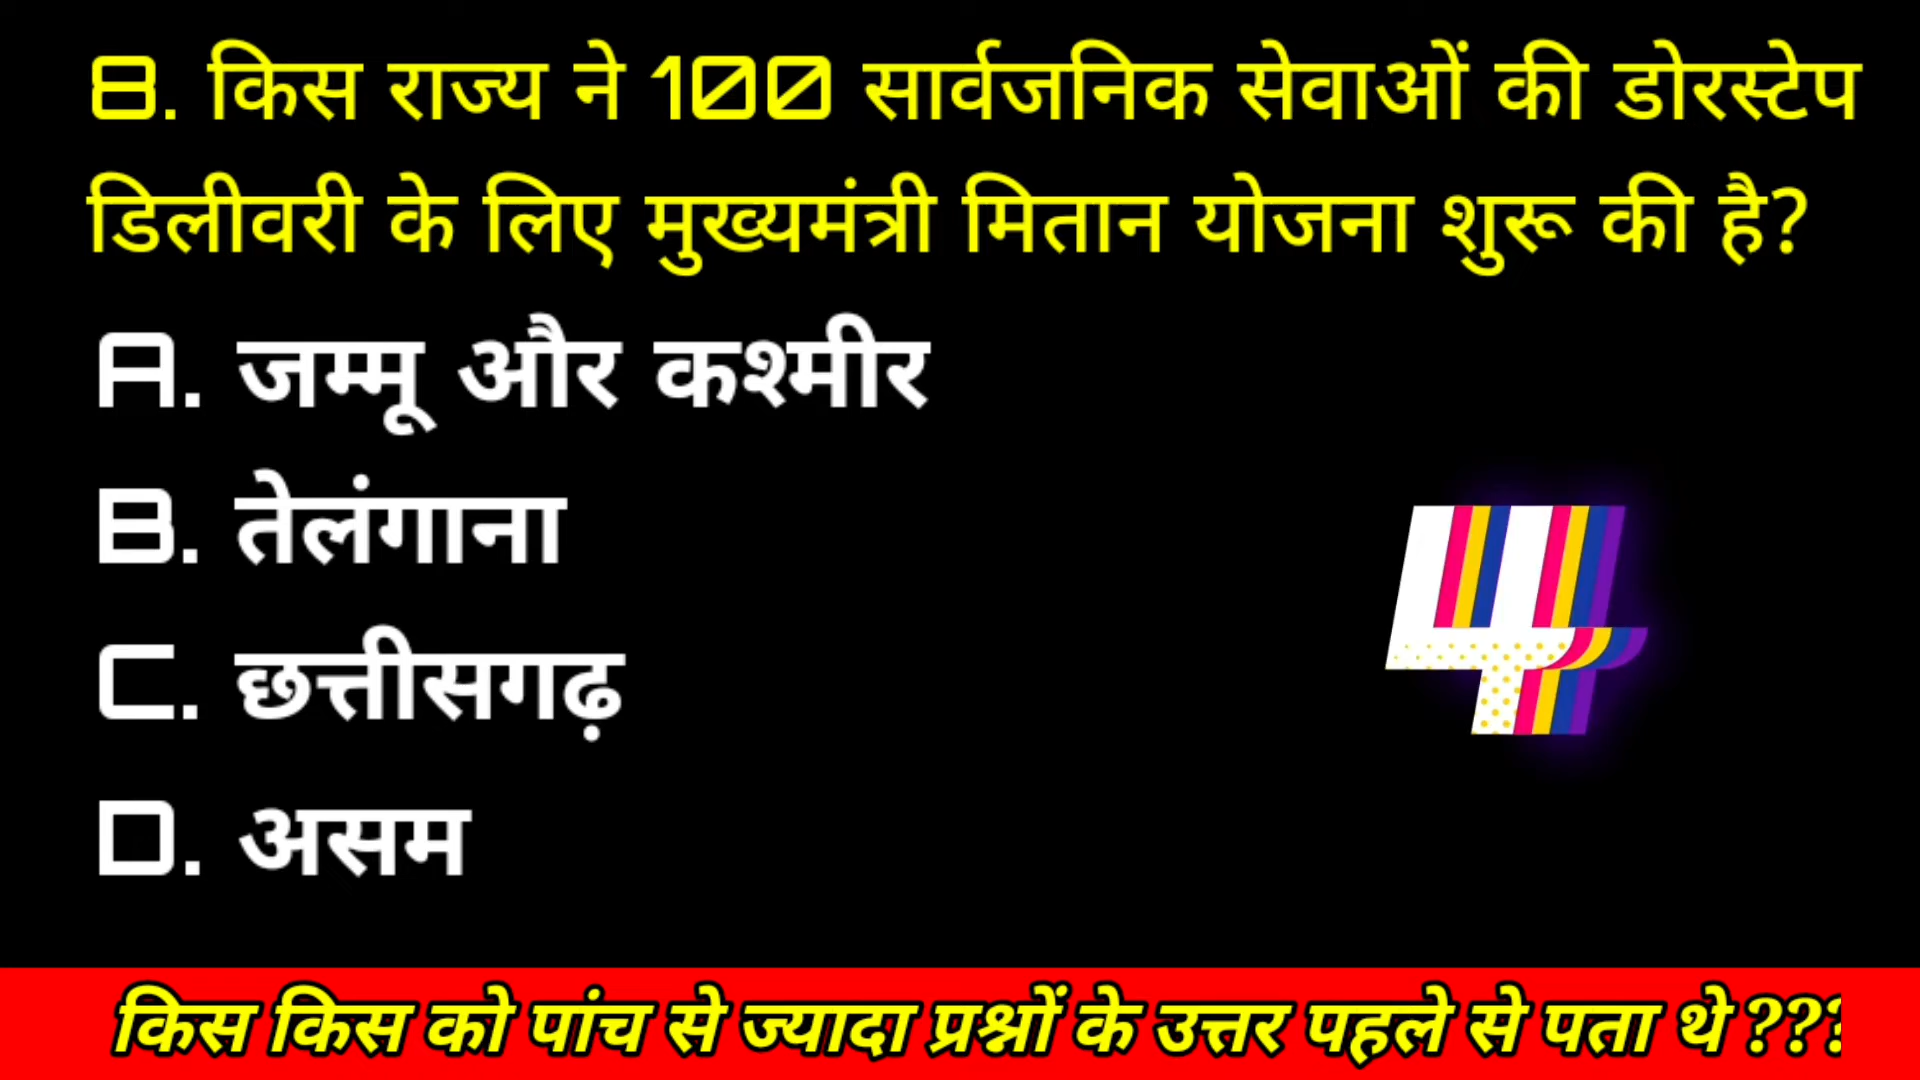 8. किस राज्य ने 100 सार्वजनिक सेवाओं की डोरस्टेप
डिलीवरी के लिए मुख्यमंत्री मितान योजना शुरू की है?
A. जम्मू और कश्मीर
B. तेलंगाना
C. छत्तीसगढ़
D. असम
4
किस किस को पांच से ज्यादा प्रश्नों के उत्तर पहले से पता थे ???